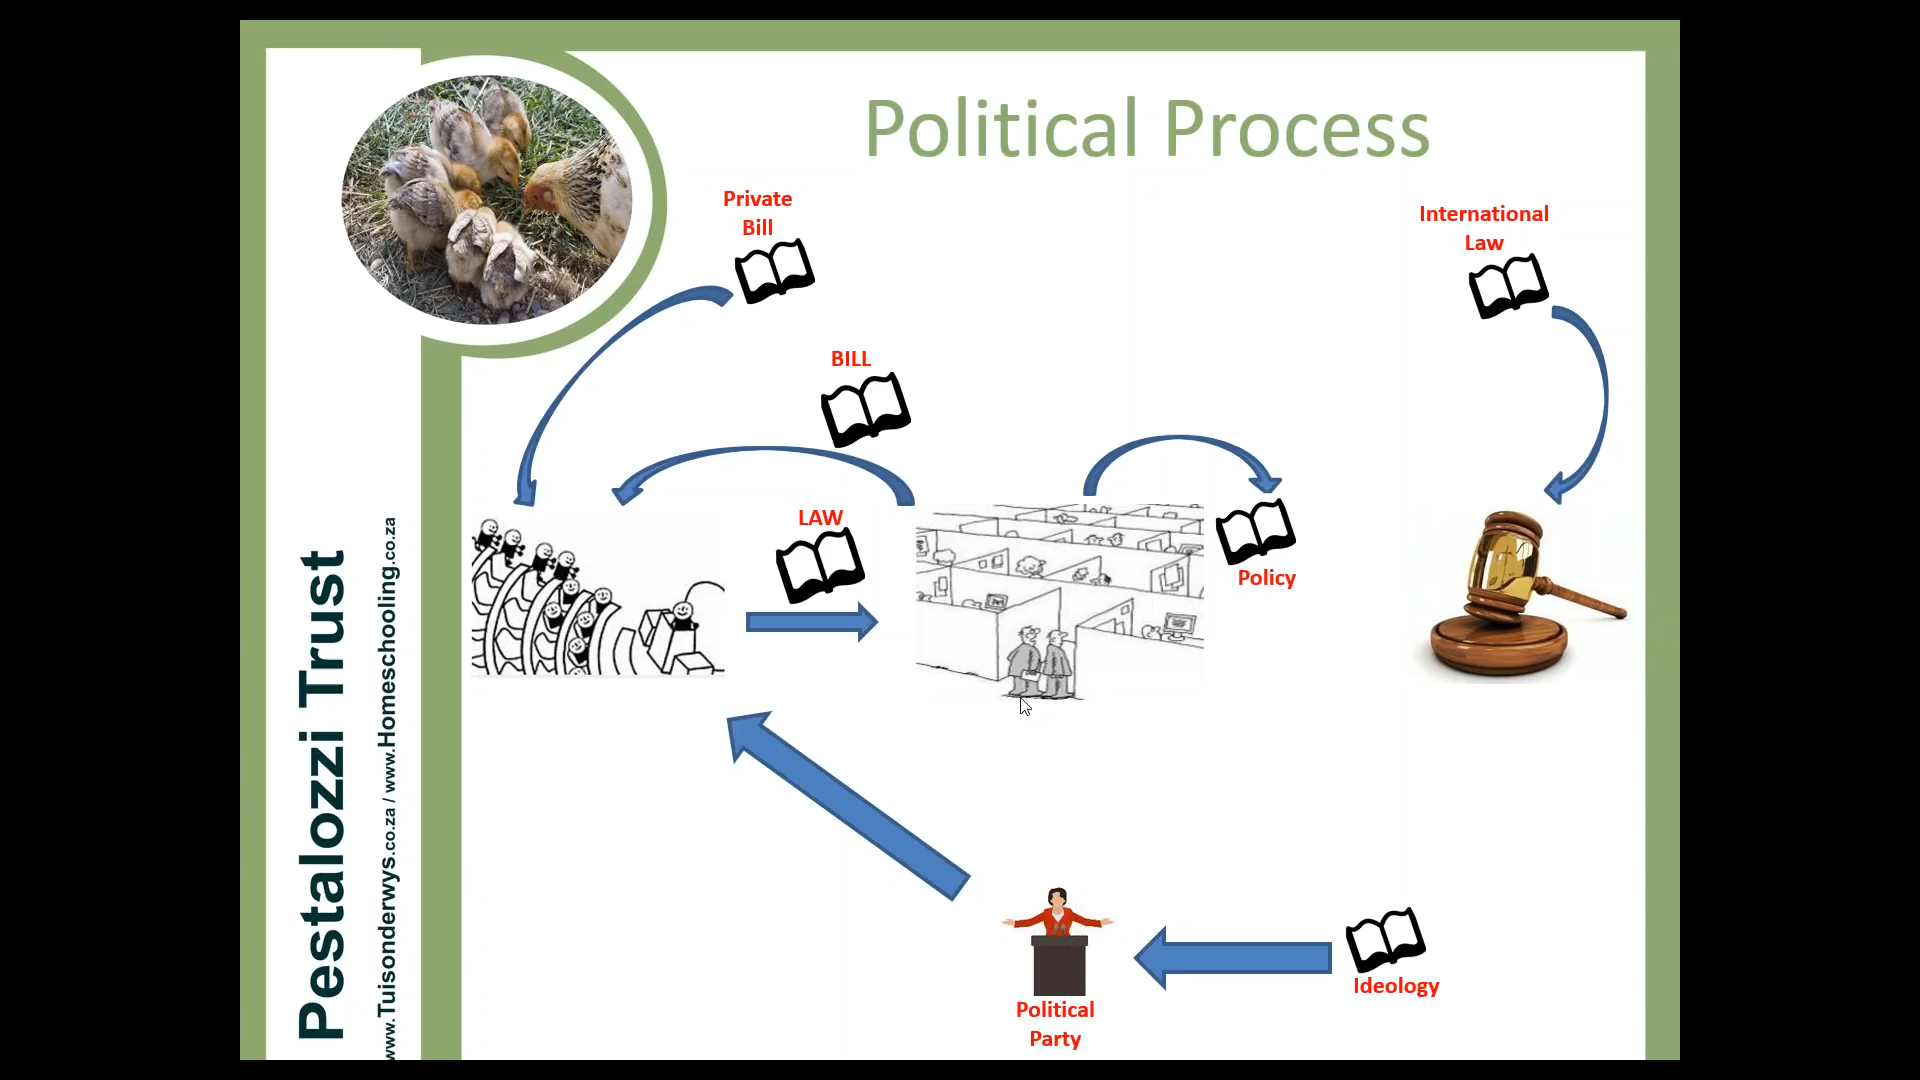 Political Process
Private
Bill
International
Law
BILL
LAW
Policy
Ideology
Political
Party
Pestalozzi Trust
www.Tuisonderwys.co.za / www.Homeschooling.co.za